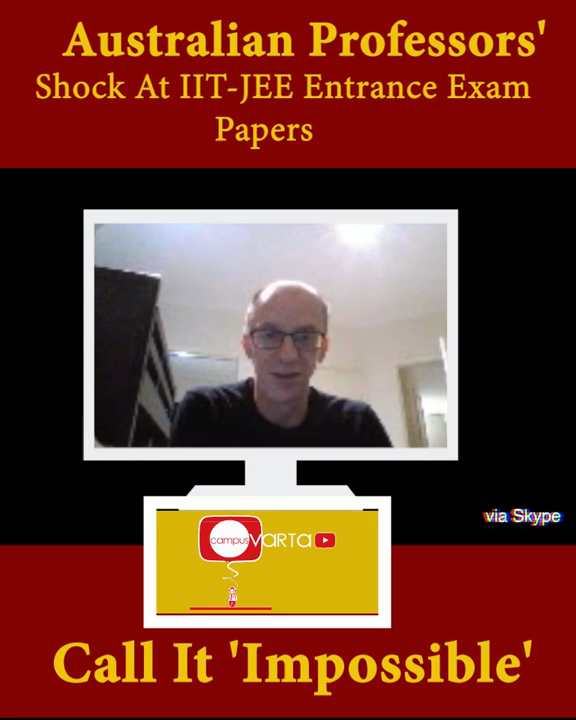 Australian Professors'
Shock At IIT-JEE Entrance Exam
Papers
via Skype
campus VARTA
Call It 'Impossible'